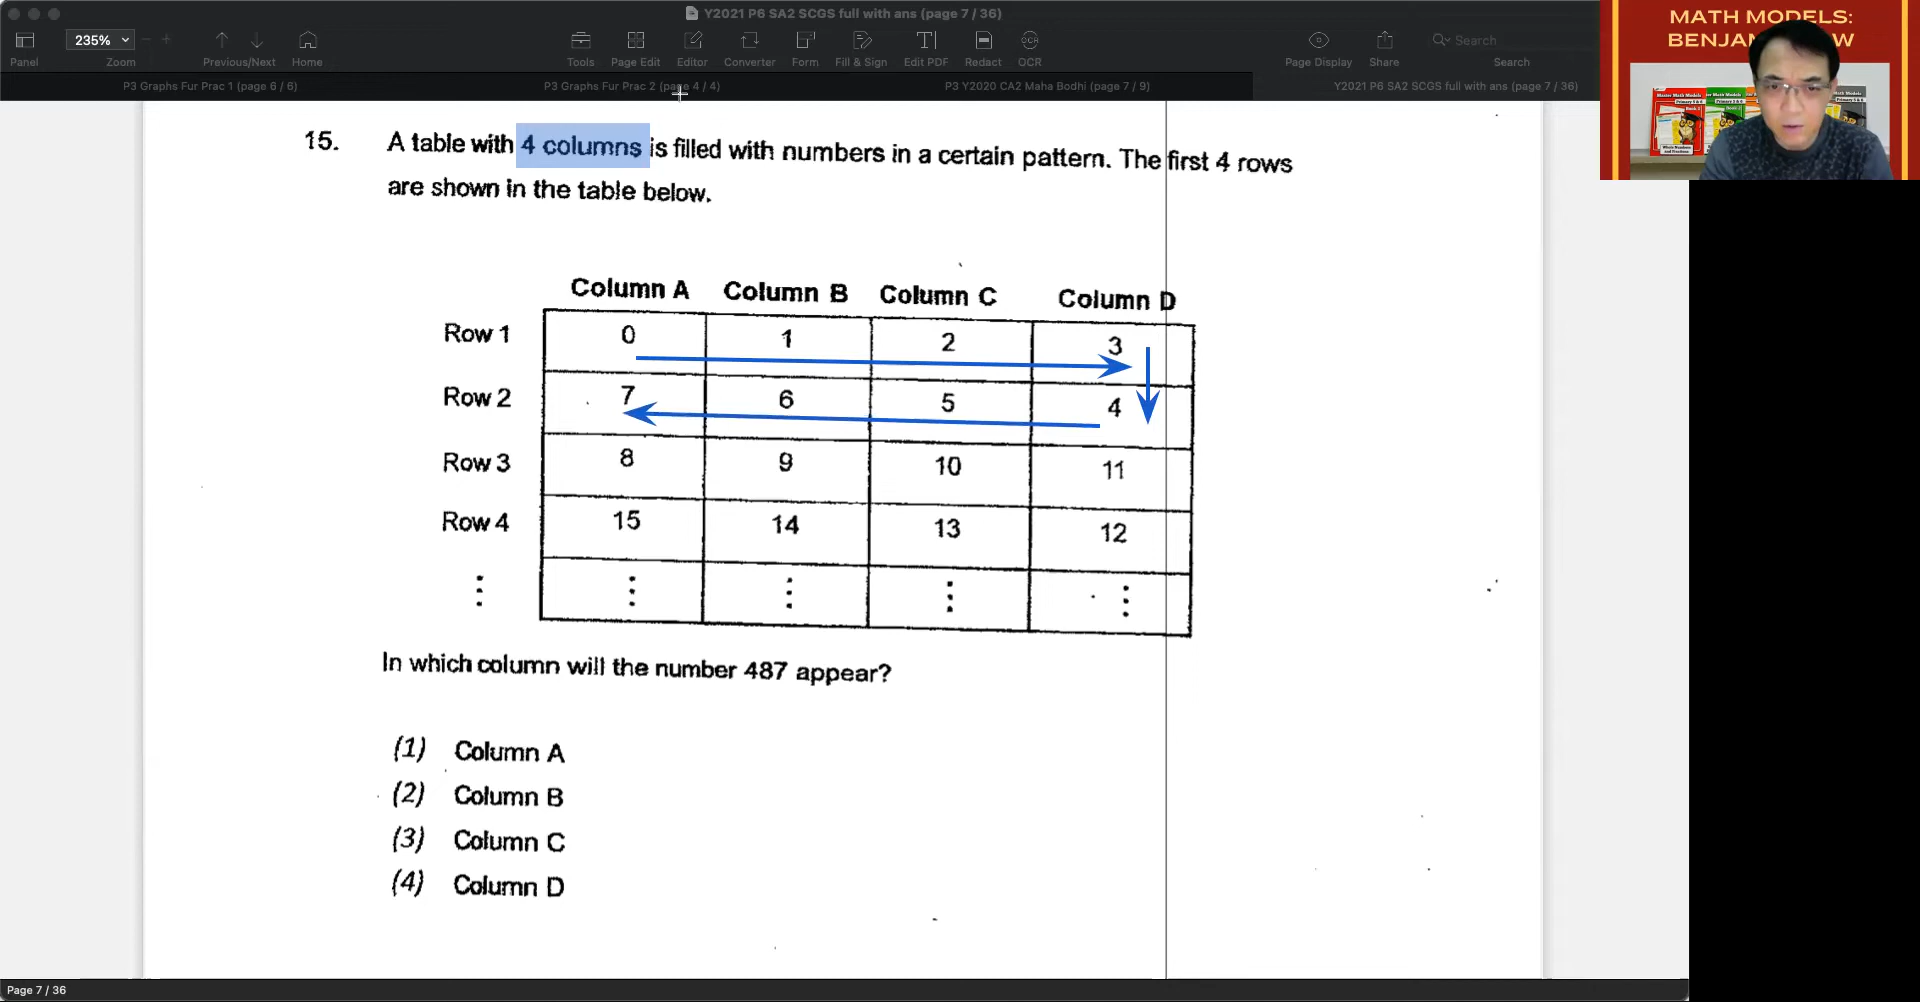 Y2021 P6 SA2 SCGS full with ans (page 7 / 36)
235%
Panel Zoom Previous/Next Home Tools Page Edit Editor Converter Form Fill & Sign Edit PDF Redact OCR Page Display Share Search
Search
P3 Graphs Fur Prac 1 (page 6 / 6) P3 Graphs Fur Prac 2 (page 4 / 4) P3 Y2020 CA2 Maha Bodhi (page 7 / 9) Y2021 P6 SA2 SCGS full with ans (page 7 / 36)
MATH MODELS:
15. A table with 4 columns is filled with numbers in a certain pattern. The first 4 rows
are shown in the table below.
Column A Column B Column C Column D
Row 1 0 1 2 3
Row 2 7 6 5 4
Row 3 8 9 10 11
Row 4 15 14 13 12
In which column will the number 487 appear?
(1) Column A
(2) Column B
(3) Column C
(4) Column D
Page 7 / 36